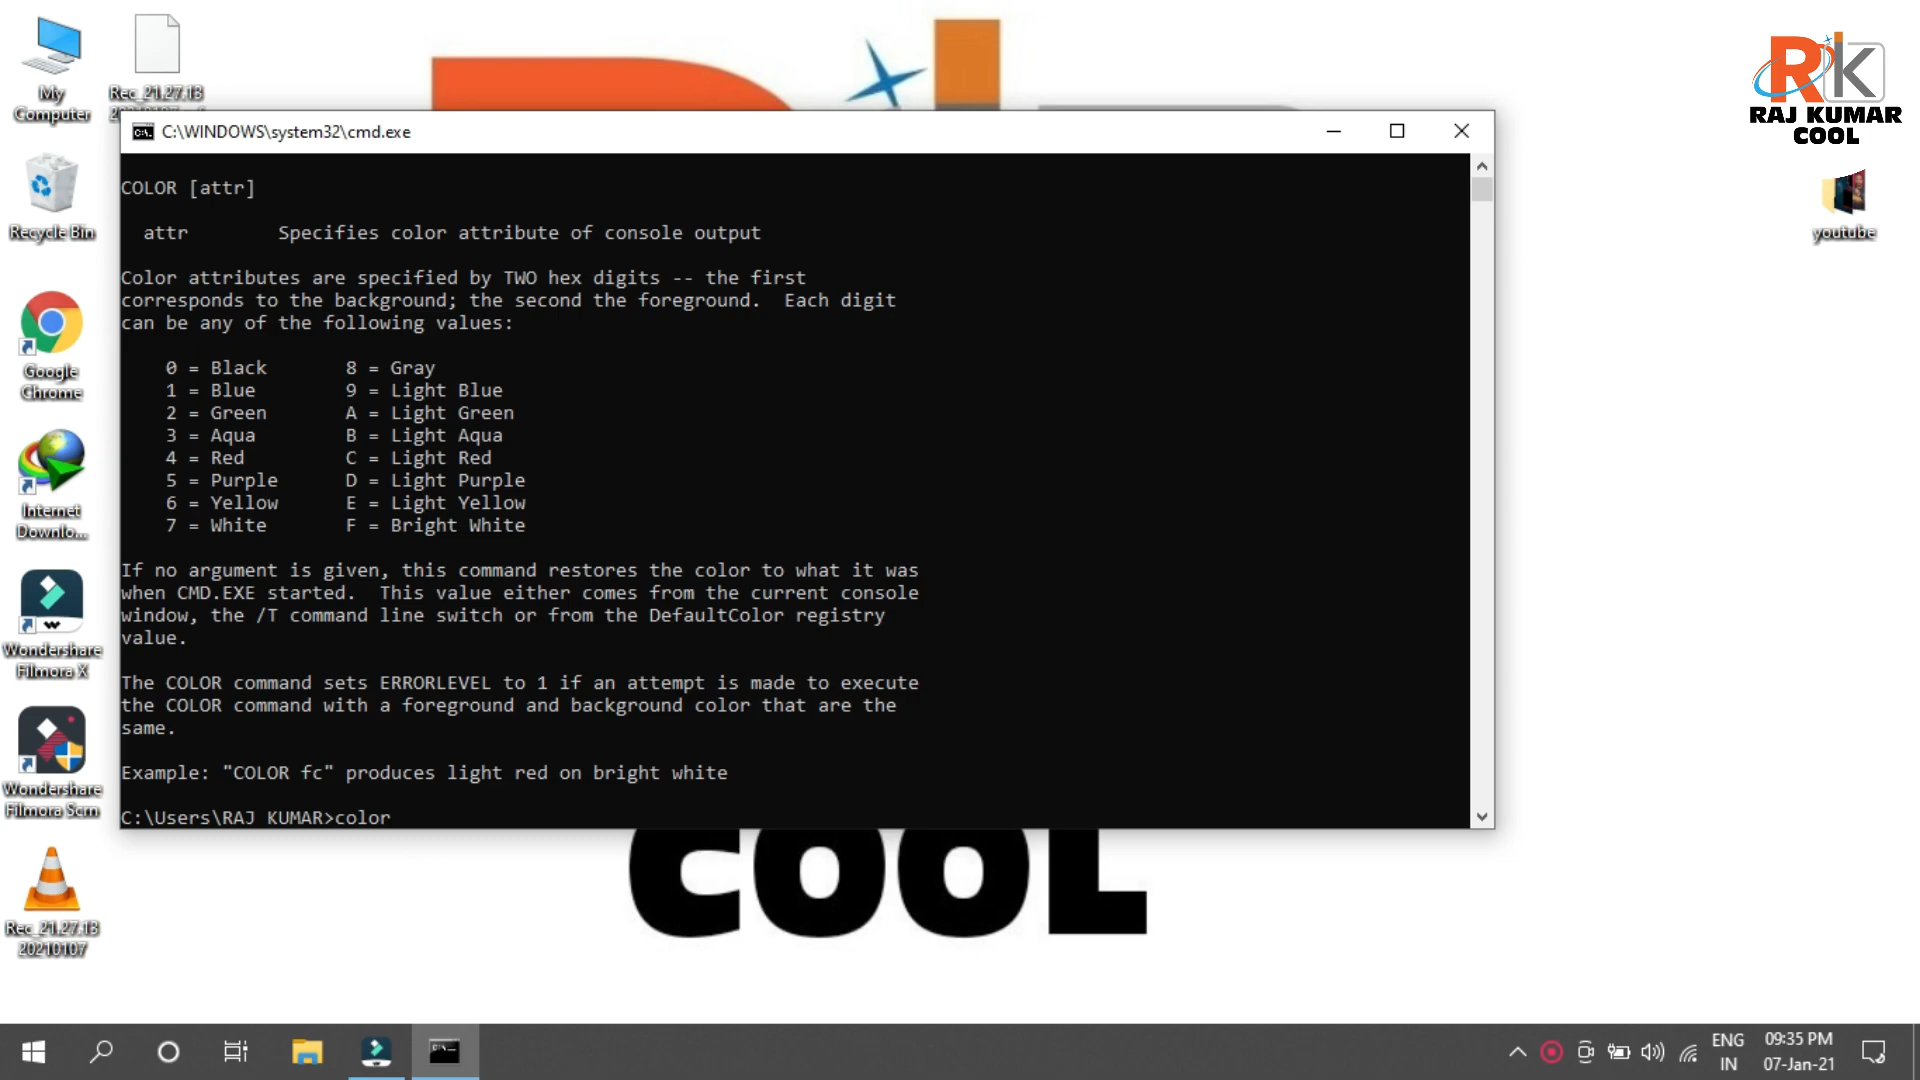 My
Computer
Rec_21.27.13
Recycle Bin
Google
Chrome
Internet
Downlo...
Wondershare
Filmora X
Wondershare
Filmora Scrn
Rec_21.27.13
20210107
C:\WINDOWS\system32\cmd.exe
COLOR [attr]
attr Specifies color attribute of console output
Color attributes are specified by TWO hex digits -- the first
corresponds to the background; the second the foreground. Each digit
can be any of the following values:
0 = Black 8 = Gray
1 = Blue 9 = Light Blue
2 = Green A = Light Green
3 = Aqua B = Light Aqua
4 = Red C = Light Red
5 = Purple D = Light Purple
6 = Yellow E = Light Yellow
7 = White F = Bright White
If no argument is given, this command restores the color to what it was
when CMD.EXE started. This value either comes from the current console
window, the /T command line switch or from the DefaultColor registry
value.
The COLOR command sets ERRORLEVEL to 1 if an attempt is made to execute
the COLOR command with a foreground and background color that are the
same.
Example: "COLOR fc" produces light red on bright white
C:\Users\RAJ KUMAR>color
COOL
RK
RAJ KUMAR
COOL
youtube
ENG
IN
09:35 PM
07-Jan-21